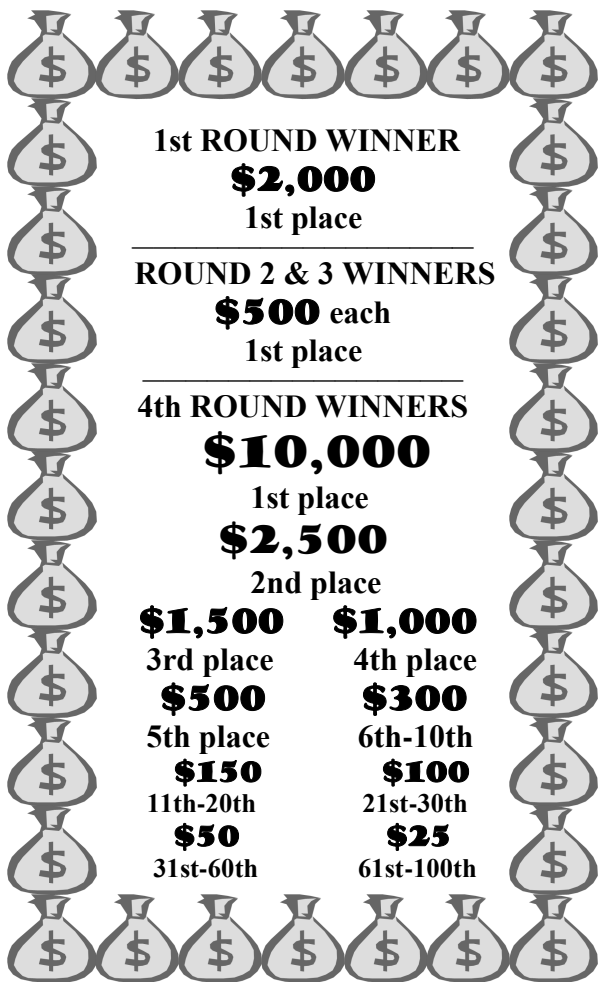 1st ROUND WINNER
$2,000
1st place
ROUND 2 & 3 WINNERS
$500 each
1st place
4th ROUND WINNERS
$10,000
1st place
$2,500
2nd place
$1,500 $1,000
3rd place 4th place
$500 $300
5th place 6th-10th
$150 $100
11th-20th 21st-30th
$50 $25
31st-60th 61st-100th